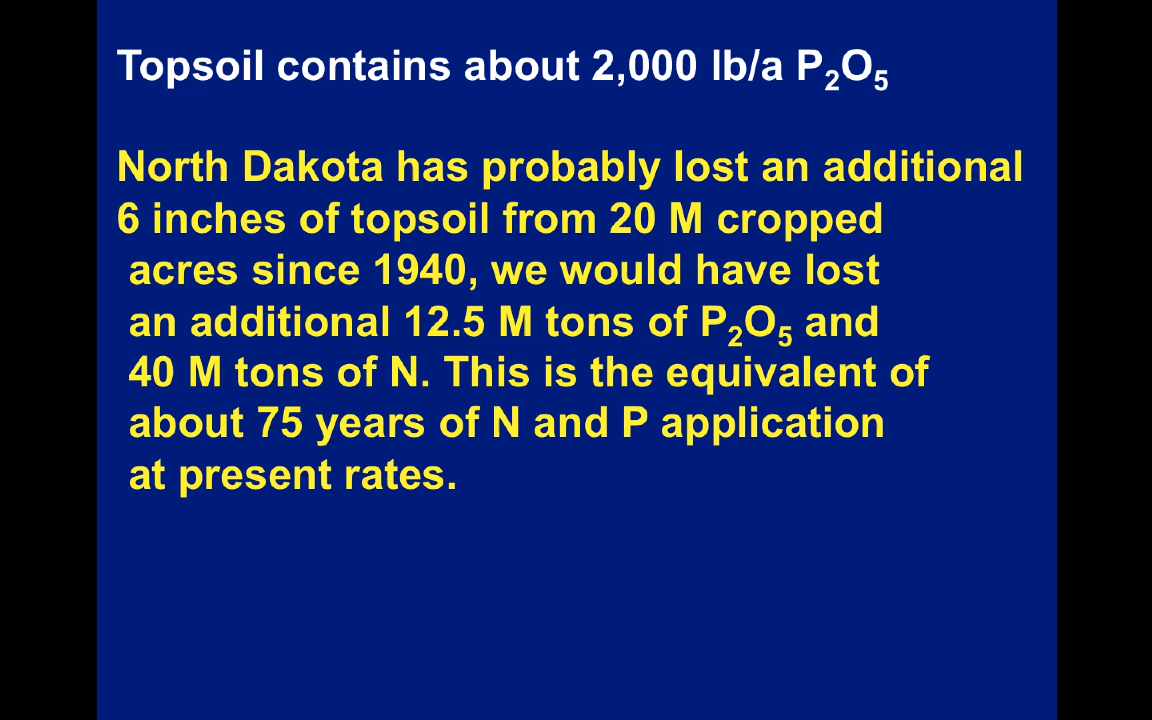 Topsoil contains about 2,000 lb/a P₂O₅
North Dakota has probably lost an additional
6 inches of topsoil from 20 M cropped
acres since 1940, we would have lost
an additional 12.5 M tons of P₂O₅ and
40 M tons of N. This is the equivalent of
about 75 years of N and P application
at present rates.